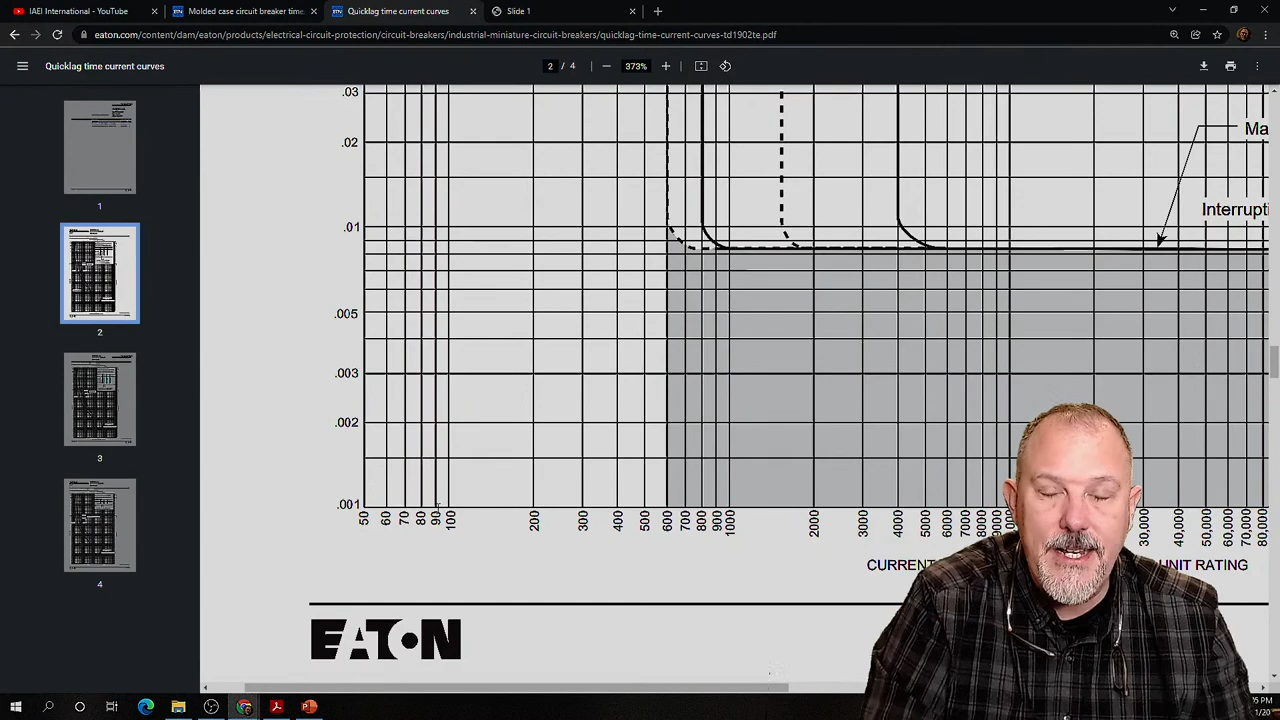 IAEI International - YouTube
Molded case circuit breaker time
Quicklag time current curves
Slide 1
eaton.com/content/dam/eaton/products/electrical-circuit-protection/circuit-breakers/industrial-miniature-circuit-breakers/quicklag-time-current-curves-td1902te.pdf
Quicklag time current curves
2 / 4
373%
1
2
3
4
.03
.02
.01
.005
.003
.002
.001
Ma
Interrupti
50 60 70 80 90 100 200 300 400 500 600 700 800 900 1000 2000 3000 4000 5000 6000 7000 8000 30,000 40,000 50,000 60,000 70,000 80,000
CURRENT
UNIT RATING
EATON